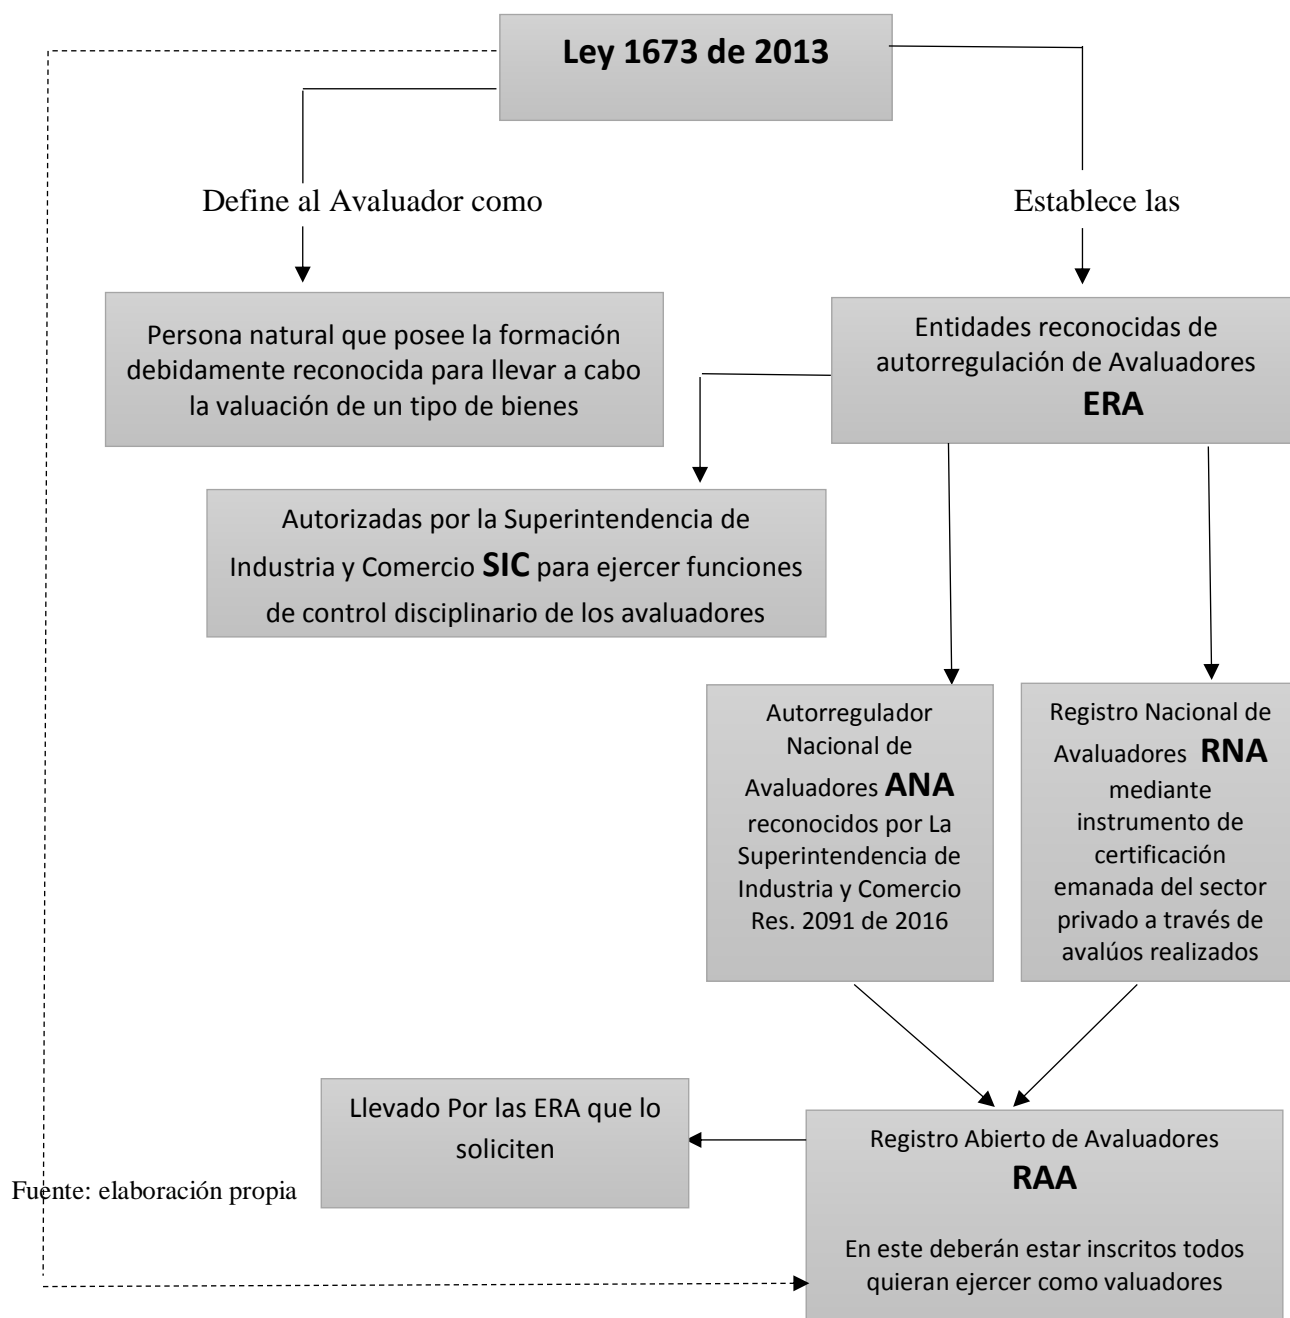 Ley 1673 de 2013
Define al Avaluador como
Establece las
Persona natural que posee la formación
debidamente reconocida para llevar a cabo
la valuación de un tipo de bienes
Entidades reconocidas de
autorregulación de Avaluadores
ERA
Autorizadas por la Superintendencia de
Industria y Comercio SIC para ejercer funciones
de control disciplinario de los avaluadores
Autorregulador
Nacional de
Avaluadores ANA
reconocidos por La
Superintendencia de
Industria y Comercio
Res. 2091 de 2016
Registro Nacional de
Avaluadores RNA
mediante
instrumento de
certificación
emanada del sector
privado a través de
avalúos realizados
Llevado Por las ERA que lo
soliciten
Registro Abierto de Avaluadores
RAA
En este deberán estar inscritos todos
quieran ejercer como valuadores
Fuente: elaboración propia